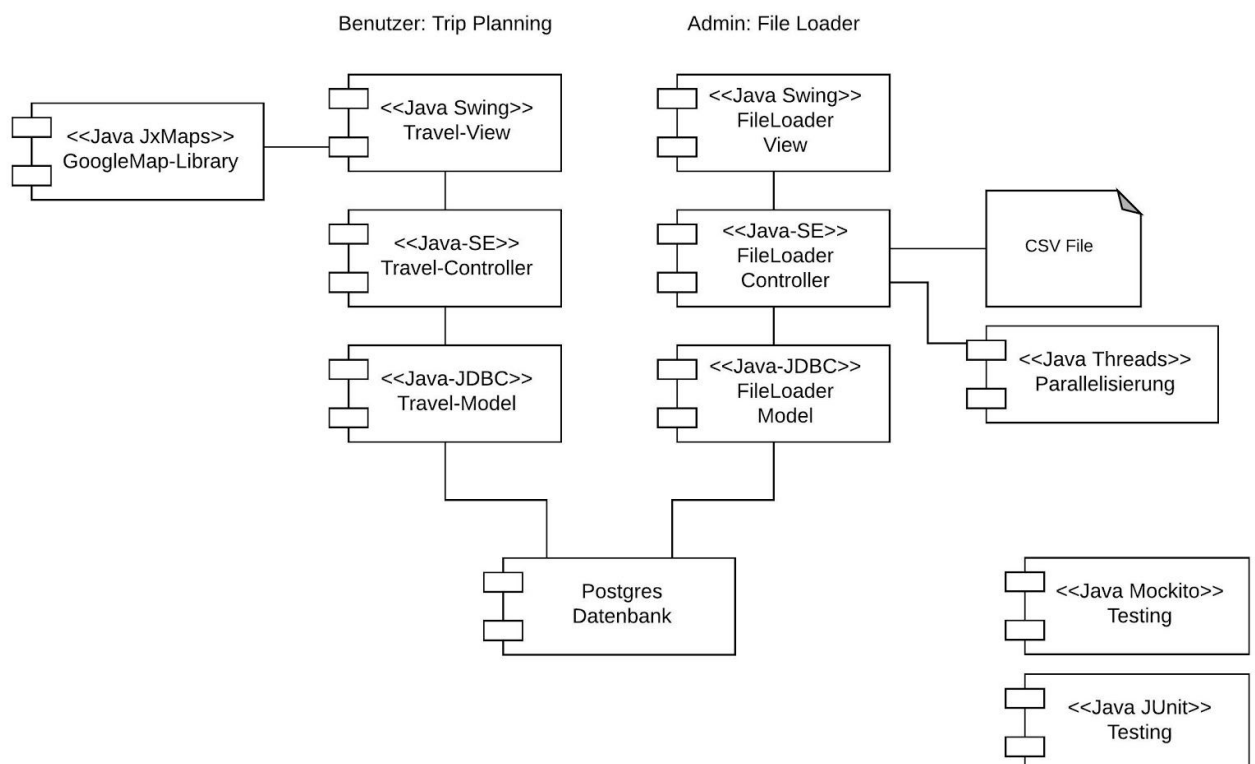 Benutzer: Trip Planning
Admin: File Loader
<<Java JxMaps>>
GoogleMap-Library
<<Java Swing>>
Travel-View
<<Java Swing>>
FileLoader
View
<<Java-SE>>
Travel-Controller
<<Java-SE>>
FileLoader
Controller
CSV File
<<Java-JDBC>>
Travel-Model
<<Java-JDBC>>
FileLoader
Model
<<Java Threads>>
Parallelisierung
Postgres
Datenbank
<<Java Mockito>>
Testing
<<Java JUnit>>
Testing